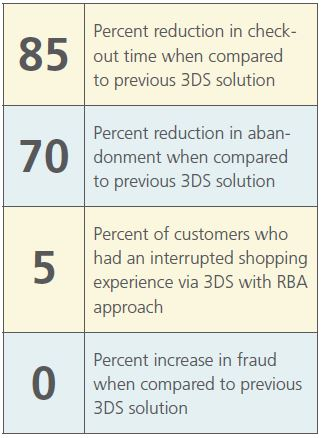 85
Percent reduction in check-
out time when compared
to previous 3DS solution
70
Percent reduction in aban-
donment when compared
to previous 3DS solution
5
Percent of customers who
had an interrupted shopping
experience via 3DS with RBA
approach
0
Percent increase in fraud
when compared to previous
3DS solution